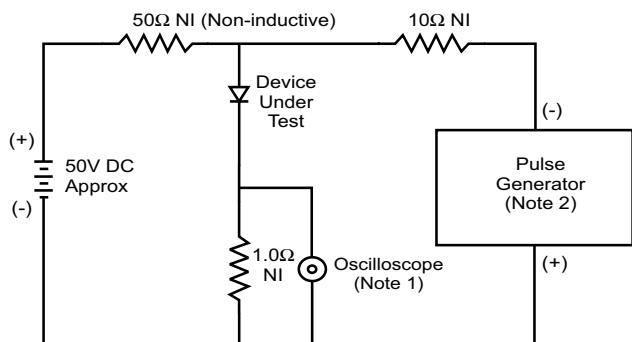 50Ω NI (Non-inductive)
10Ω NI
Device
Under
Test
(+)
50V DC
Approx
(-)
(-)
Pulse
Generator
(Note 2)
(+)
1.0Ω
NI
Oscilloscope
(Note 1)